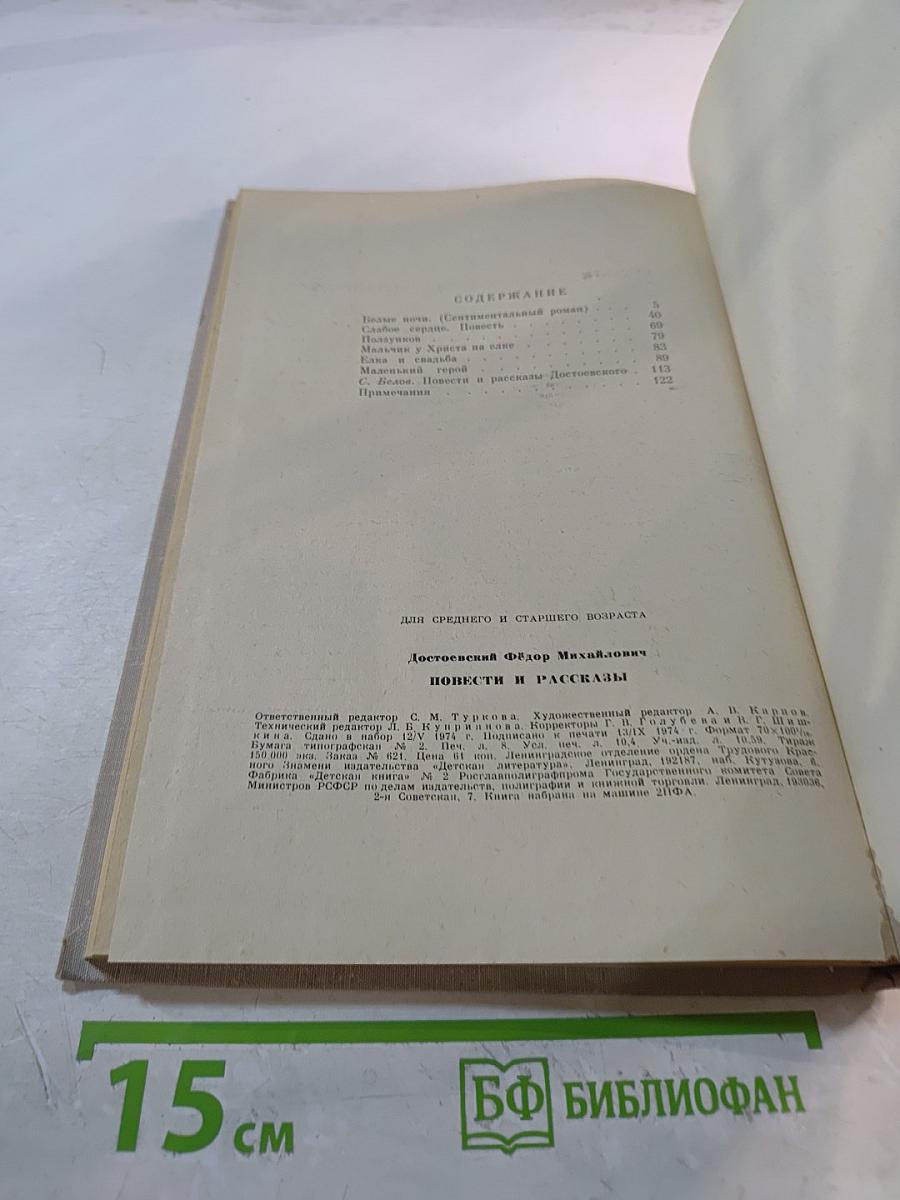 СОДЕРЖАНИЕ
Белые ночи. (Сентиментальный роман) . . . 5
Слабое сердце. Повесть . . . . . . . 40
Ползунков . . . . . . . . . . 69
Мальчик у Христа на елке . . . . . . 79
Елка и свадьба . . . . . . . . . 83
Маленький герой . . . . . . . . 89
С. Белов. Повести и рассказы Достоевского . 113
Примечания . . . . . . . . . . 122
ДЛЯ СРЕДНЕГО И СТАРШЕГО ВОЗРАСТА
Достоевский Фёдор Михайлович
ПОВЕСТИ И РАССКАЗЫ
Ответственный редактор С. М. Туркова. Художественный редактор А. В. Карпов.
Технический редактор Л. Б. Куприянова. Корректоры Г. В. Голубева и В. Г. Шиш-
кина. Сдано в набор 12/V 1974 г. Подписано к печати 13/IX 1974 г. Формат 70×100¹/₁₆.
Бумага типографская № 2. Печ. л. 8. Усл. печ. л. 10,4. Уч.-изд. л. 10,59. Тираж
150 000 экз. Заказ № 621. Цена 61 коп. Ленинградское отделение ордена Трудового Крас-
ного Знамени издательства «Детская литература». Ленинград, 192187, наб. Кутузова, 6.
Фабрика «Детская книга» № 2 Росглавполиграфпрома Государственного комитета Совета
Министров РСФСР по делам издательств, полиграфии и книжной торговли. Ленинград, 193036,
2-я Советская, 7. Книга набрана на машине 2ПФА.
15 см
БФ БИБЛИОФАН